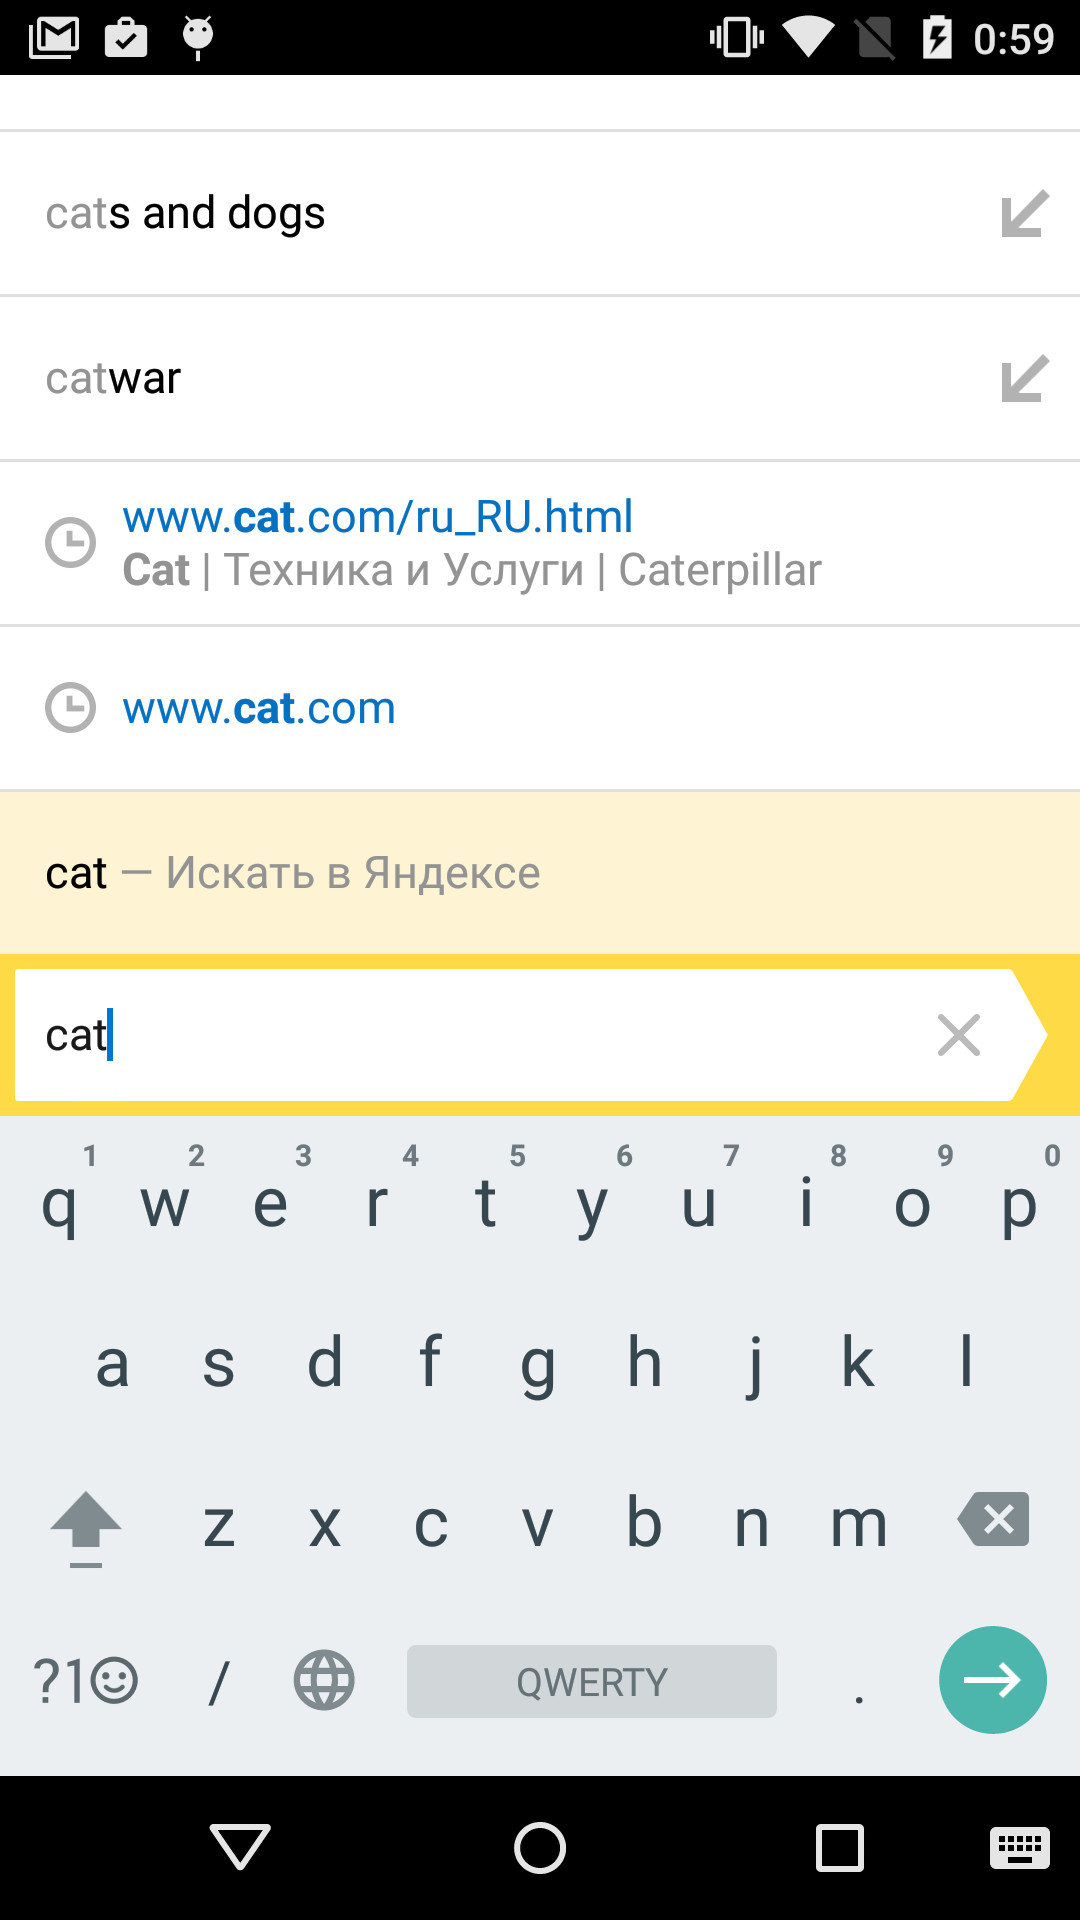 0:59
cats and dogs
catwar
www.cat.com/ru_RU.html
Cat | Техника и Услуги | Caterpillar
www.cat.com
cat — Искать в Яндексе
cat
1 2 3 4 5 6 7 8 9 0
q w e r t y u i o p
a s d f g h j k l
z x c v b n m
?1☺ / QWERTY .